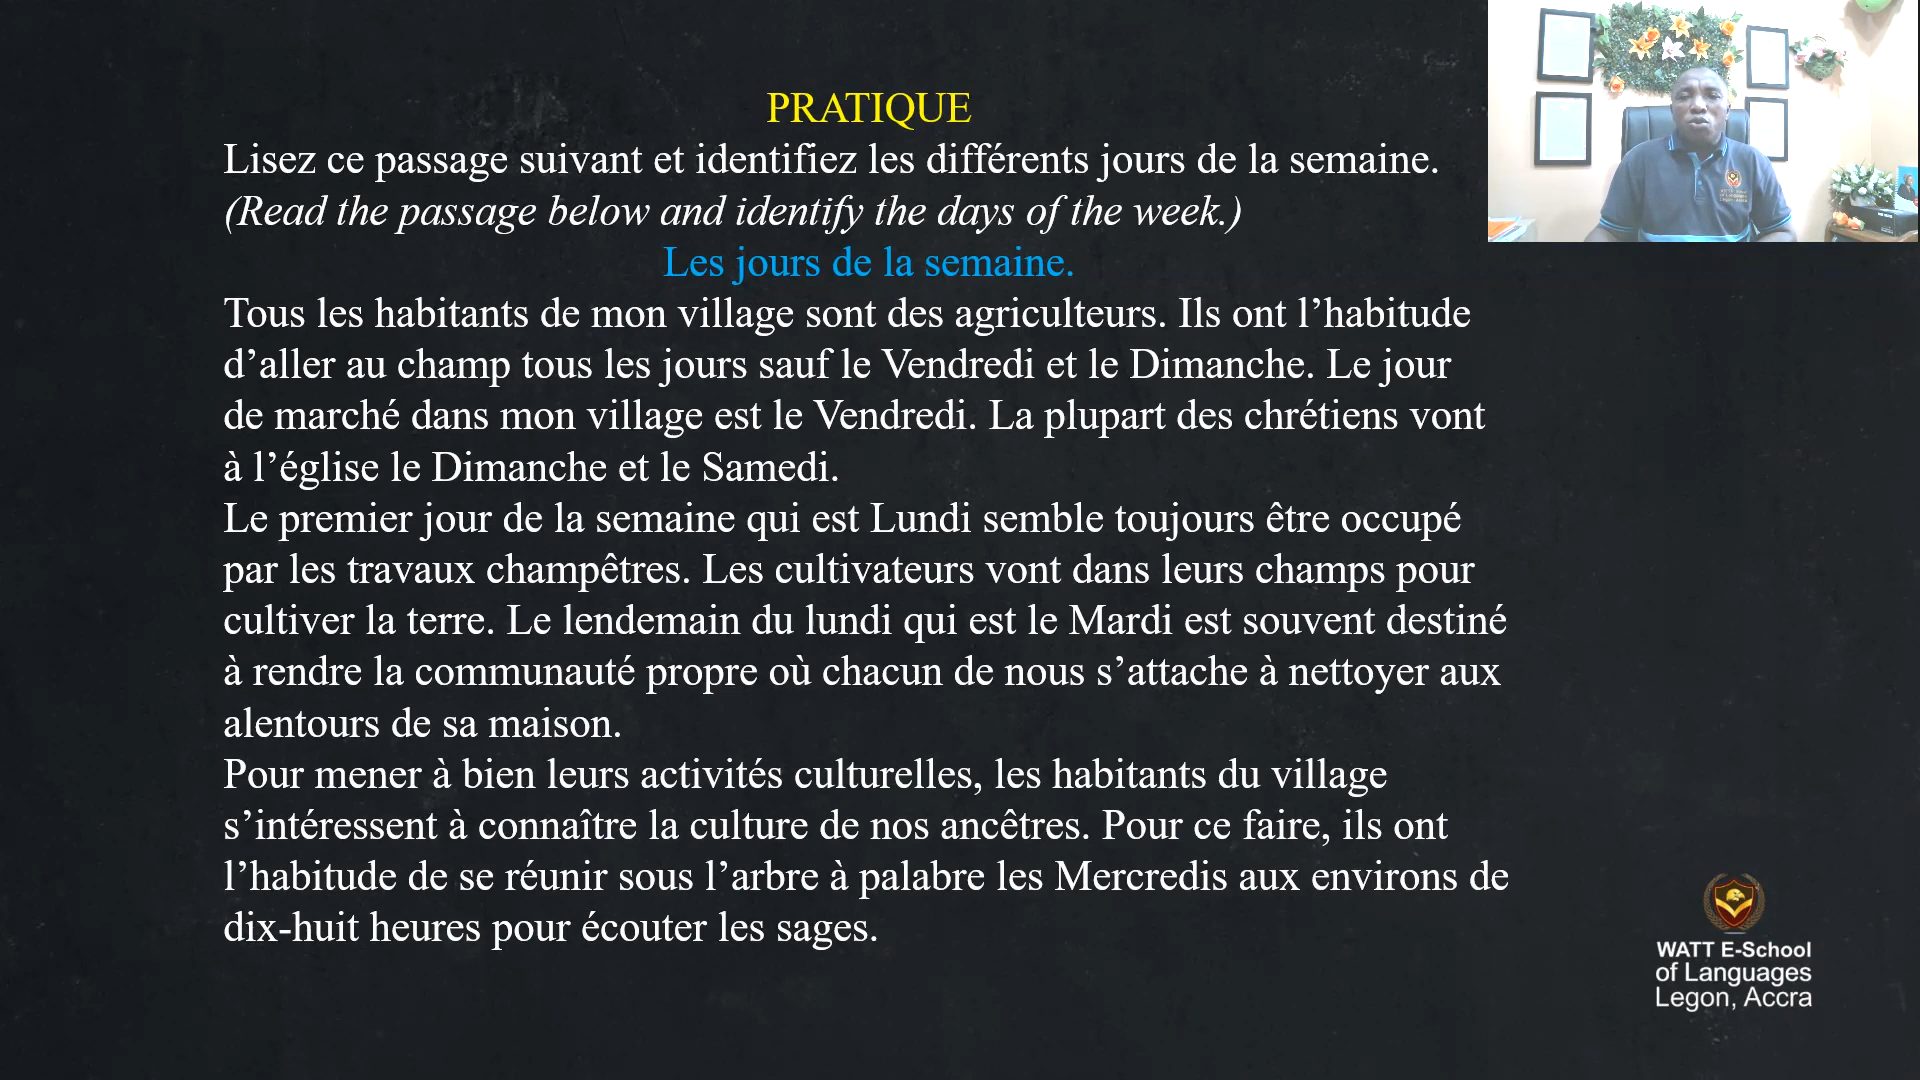 PRATIQUE
Lisez ce passage suivant et identifiez les différents jours de la semaine.
(Read the passage below and identify the days of the week.)
Les jours de la semaine.
Tous les habitants de mon village sont des agriculteurs. Ils ont l’habitude
d’aller au champ tous les jours sauf le Vendredi et le Dimanche. Le jour
de marché dans mon village est le Vendredi. La plupart des chrétiens vont
à l’église le Dimanche et le Samedi.
Le premier jour de la semaine qui est Lundi semble toujours être occupé
par les travaux champêtres. Les cultivateurs vont dans leurs champs pour
cultiver la terre. Le lendemain du lundi qui est le Mardi est souvent destiné
à rendre la communauté propre où chacun de nous s’attache à nettoyer aux
alentours de sa maison.
Pour mener à bien leurs activités culturelles, les habitants du village
s’intéressent à connaître la culture de nos ancêtres. Pour ce faire, ils ont
l’habitude de se réunir sous l’arbre à palabre les Mercredis aux environs de
dix-huit heures pour écouter les sages.
WATT E-School
of Languages
Legon, Accra